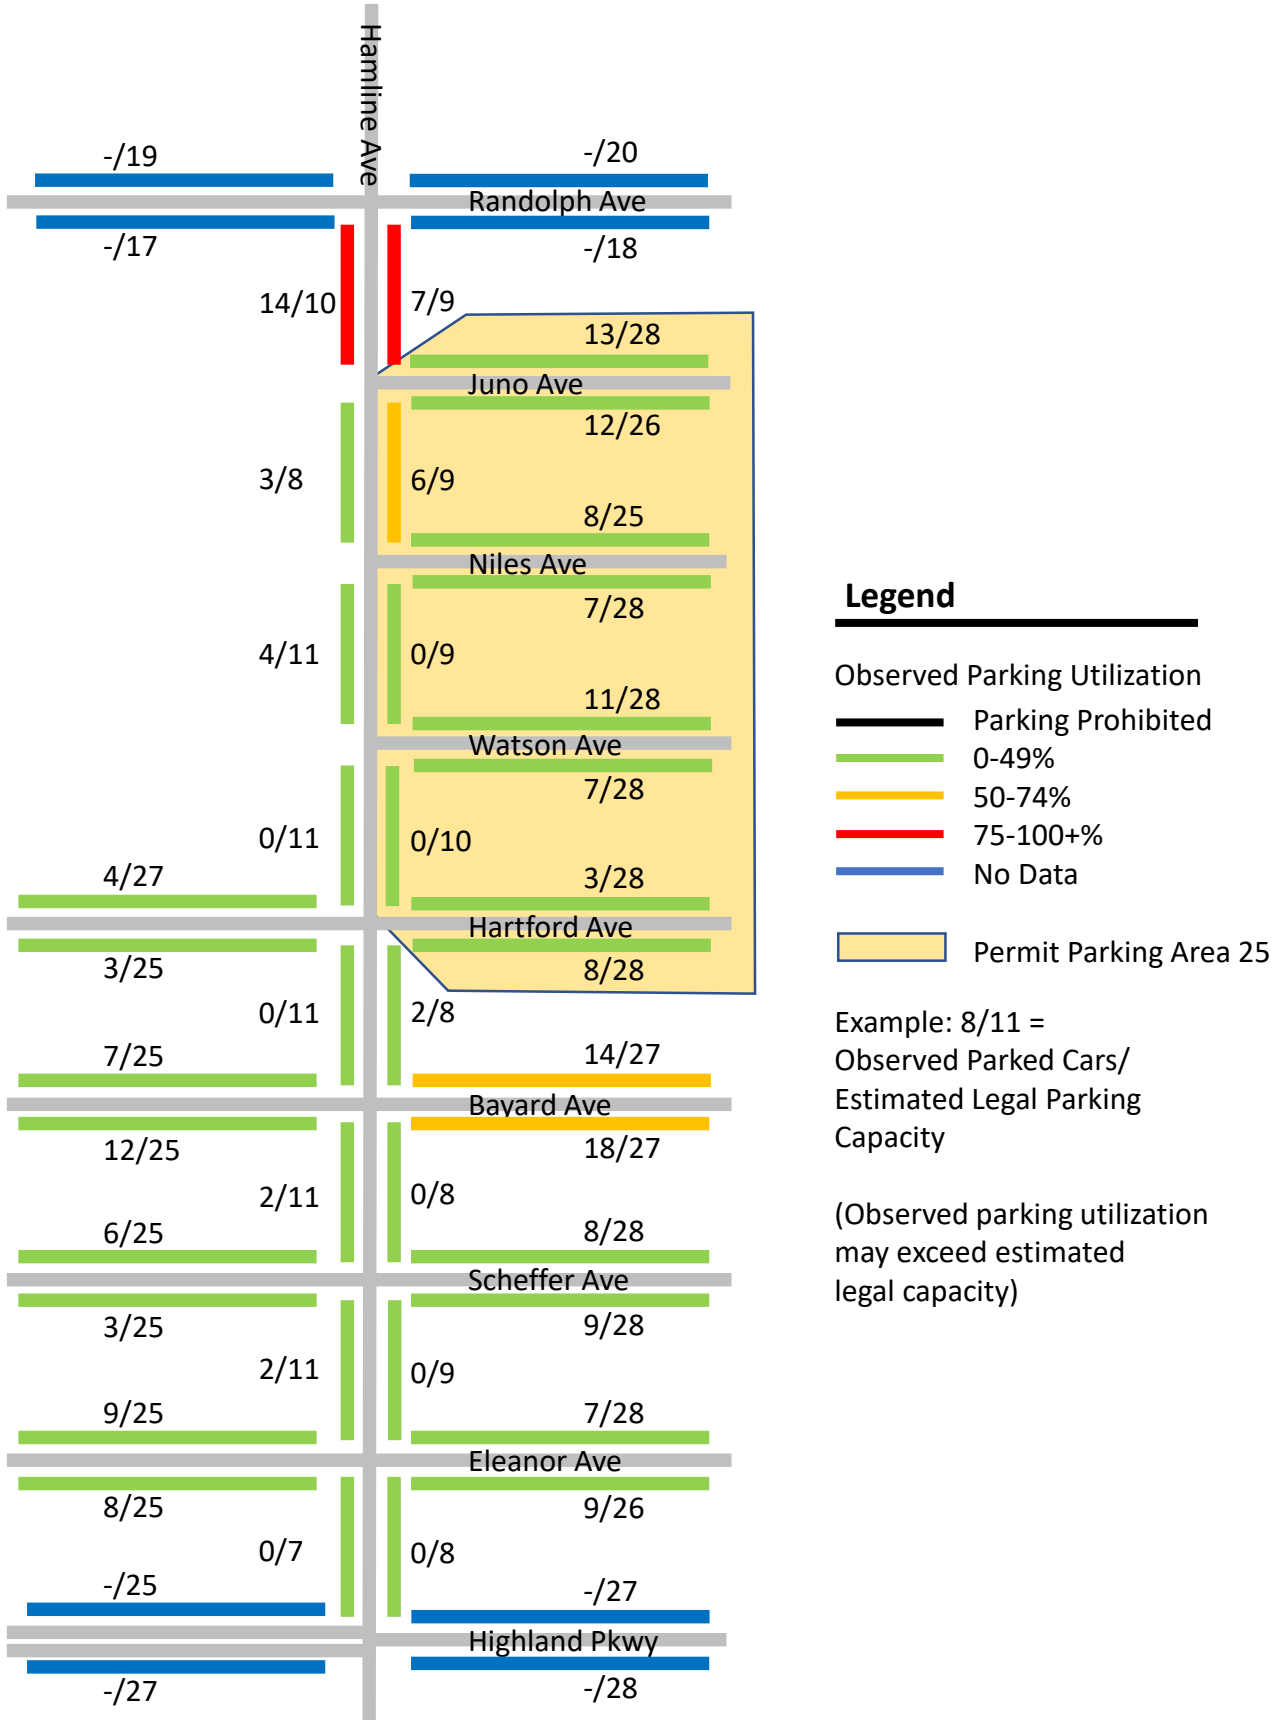 Hamline Ave
-/19
-/20
Randolph Ave
-/17
-/18
14/10
7/9
13/28
Juno Ave
12/26
3/8
6/9
8/25
Niles Ave
7/28
4/11
0/9
11/28
Watson Ave
7/28
0/11
0/10
4/27
3/28
Hartford Ave
3/25
8/28
0/11
2/8
7/25
14/27
Bayard Ave
12/25
18/27
2/11
0/8
6/25
8/28
Scheffer Ave
3/25
9/28
2/11
0/9
9/25
7/28
Eleanor Ave
8/25
9/26
0/7
0/8
-/25
-/27
Highland Pkwy
-/27
-/28
Legend
Observed Parking Utilization
Parking Prohibited
0-49%
50-74%
75-100+%
No Data
Permit Parking Area 25
Example: 8/11 =
Observed Parked Cars/
Estimated Legal Parking
Capacity
(Observed parking utilization
may exceed estimated
legal capacity)